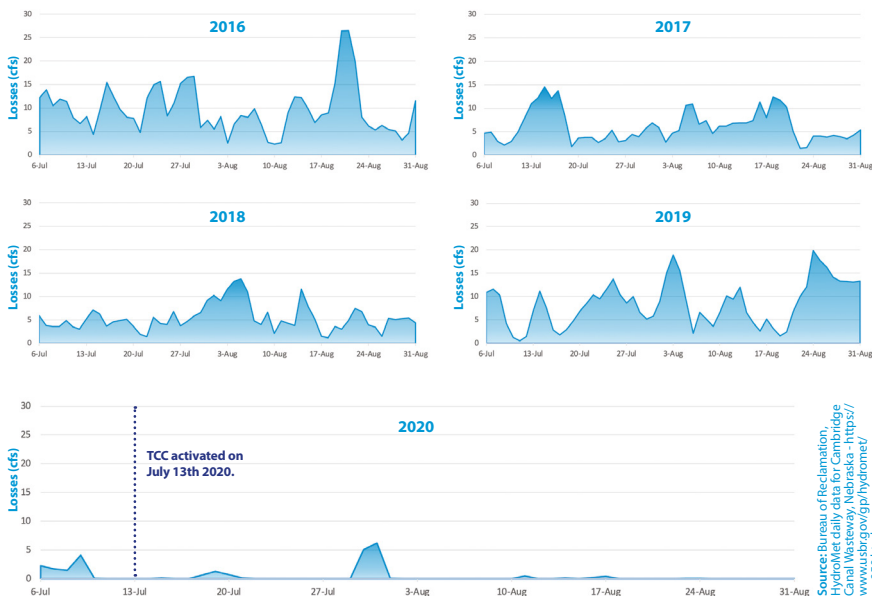 2016
Losses (cfs)
30
25
20
15
10
5
0
6-Jul 13-Jul 20-Jul 27-Jul 3-Aug 10-Aug 17-Aug 24-Aug 31-Aug
2017
Losses (cfs)
30
25
20
15
10
5
0
6-Jul 13-Jul 20-Jul 27-Jul 3-Aug 10-Aug 17-Aug 24-Aug 31-Aug
2018
Losses (cfs)
30
25
20
15
10
5
0
6-Jul 13-Jul 20-Jul 27-Jul 3-Aug 10-Aug 17-Aug 24-Aug 31-Aug
2019
Losses (cfs)
30
25
20
15
10
5
0
6-Jul 13-Jul 20-Jul 27-Jul 3-Aug 10-Aug 17-Aug 24-Aug 31-Aug
2020
Losses (cfs)
30
25
20
15
10
5
0
TCC activated on
July 13th 2020.
6-Jul 13-Jul 20-Jul 27-Jul 3-Aug 10-Aug 17-Aug 24-Aug 31-Aug
Source: Bureau of Reclamation,
HydroMet daily data for Cambridge
Canal Wasteway, Nebraska - https://
www.usbr.gov/gp/hydromet/